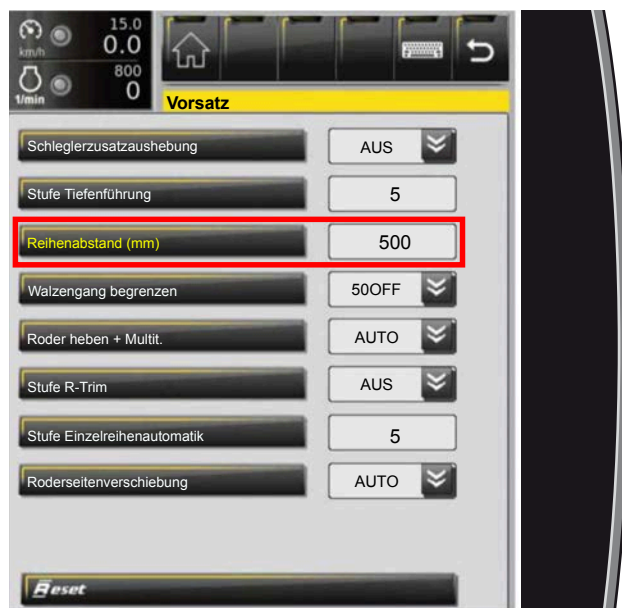 km/h 15.0
0.0
1/min 800
0
Vorsatz
Schleglerzusatzaushebung AUS
Stufe Tiefenführung 5
Reihenabstand (mm) 500
Walzengang begrenzen 50OFF
Roder heben + Multit. AUTO
Stufe R-Trim AUS
Stufe Einzelreihenautomatik 5
Roderseitenverschiebung AUTO
Reset